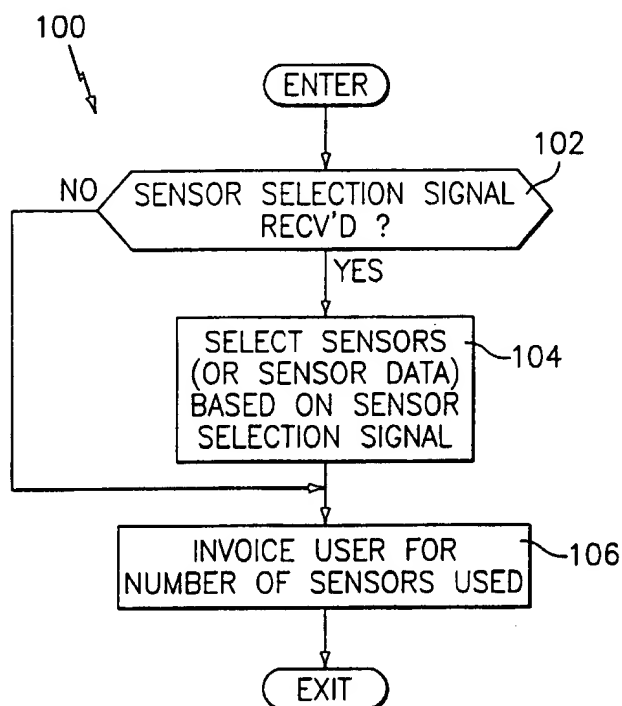 100
ENTER
102
NO
SENSOR SELECTION SIGNAL
RECV'D ?
YES
SELECT SENSORS
(OR SENSOR DATA)
BASED ON SENSOR
SELECTION SIGNAL
104
INVOICE USER FOR
NUMBER OF SENSORS USED
106
EXIT